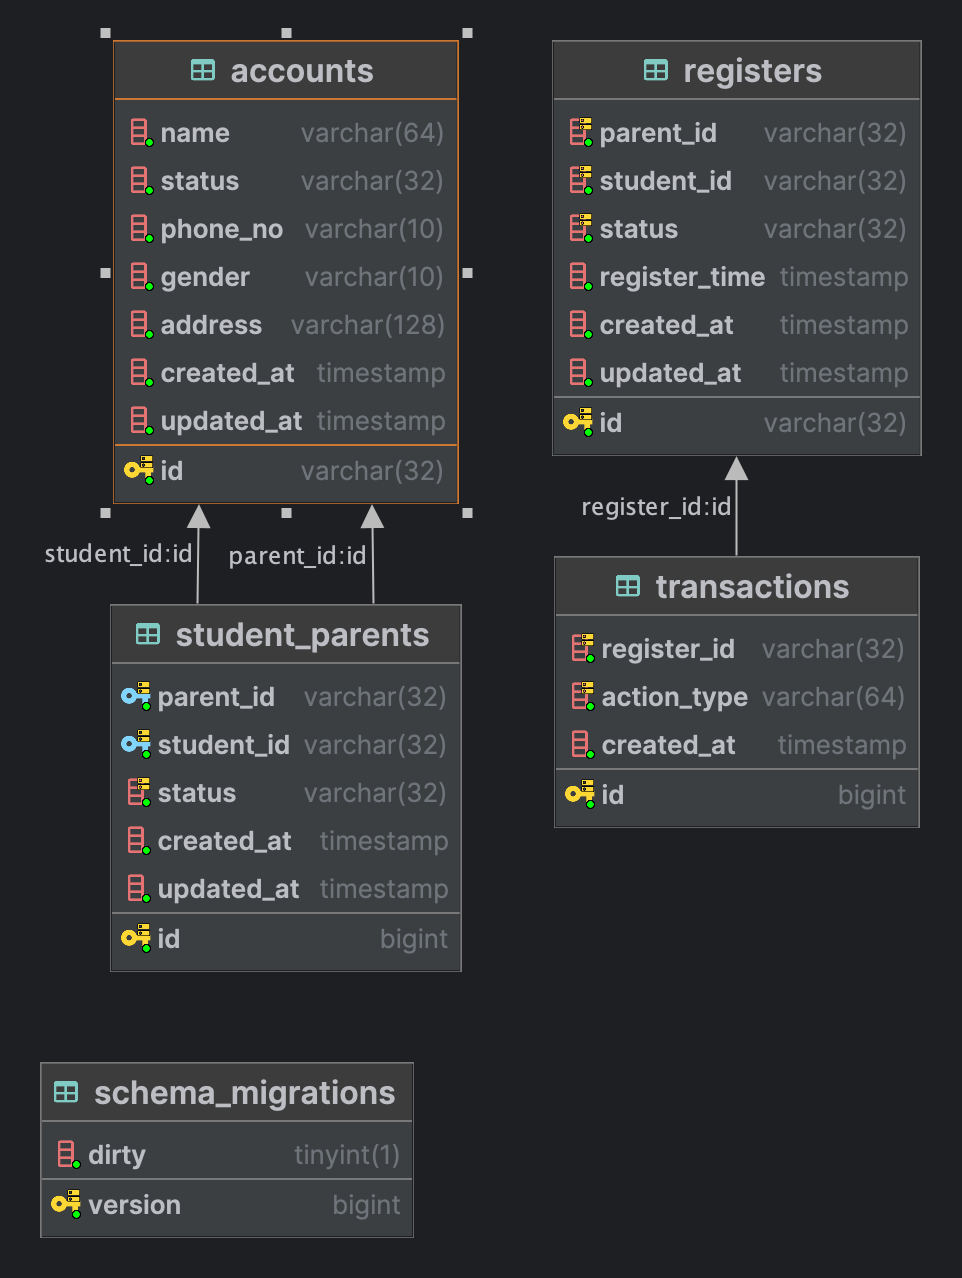 accounts
name varchar(64)
status varchar(32)
phone_no varchar(10)
gender varchar(10)
address varchar(128)
created_at timestamp
updated_at timestamp
id varchar(32)
student_id:id
parent_id:id
student_parents
parent_id varchar(32)
student_id varchar(32)
status varchar(32)
created_at timestamp
updated_at timestamp
id bigint
registers
parent_id varchar(32)
student_id varchar(32)
status varchar(32)
register_time timestamp
created_at timestamp
updated_at timestamp
id varchar(32)
register_id:id
transactions
register_id varchar(32)
action_type varchar(64)
created_at timestamp
id bigint
schema_migrations
dirty tinyint(1)
version bigint